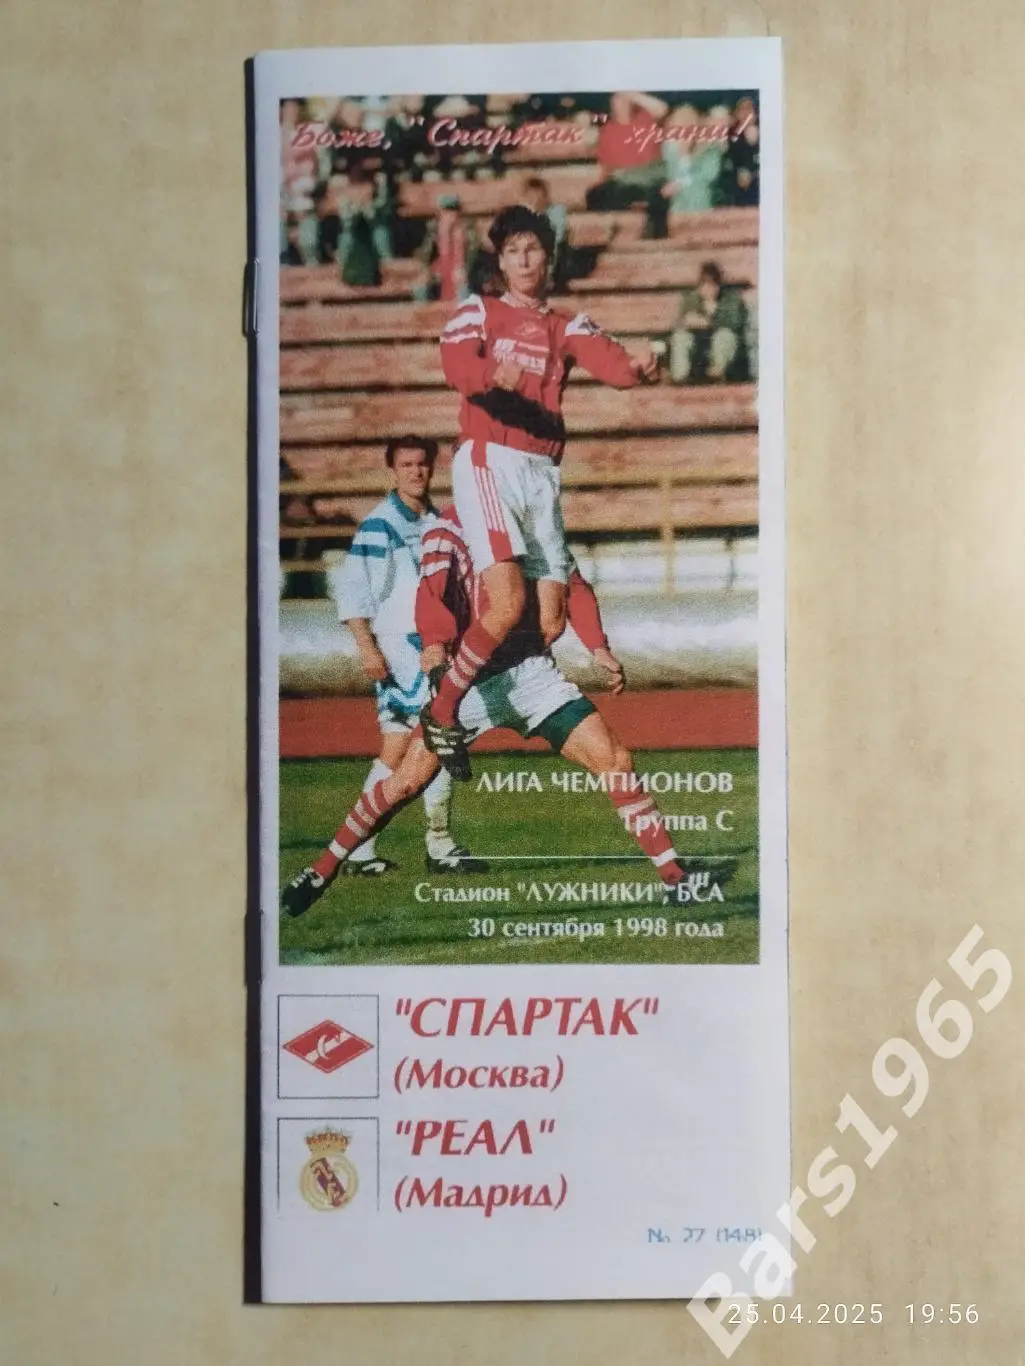 Боже, "Спартак" храни!
ЛИГА ЧЕМПИОНОВ
Группа С
Стадион "ЛУЖНИКИ", БСА
30 сентября 1998 года
"СПАРТАК"
(Москва)
"РЕАЛ"
(Мадрид)
No 27 (148)
Bars1965
25.04.2025 19:56